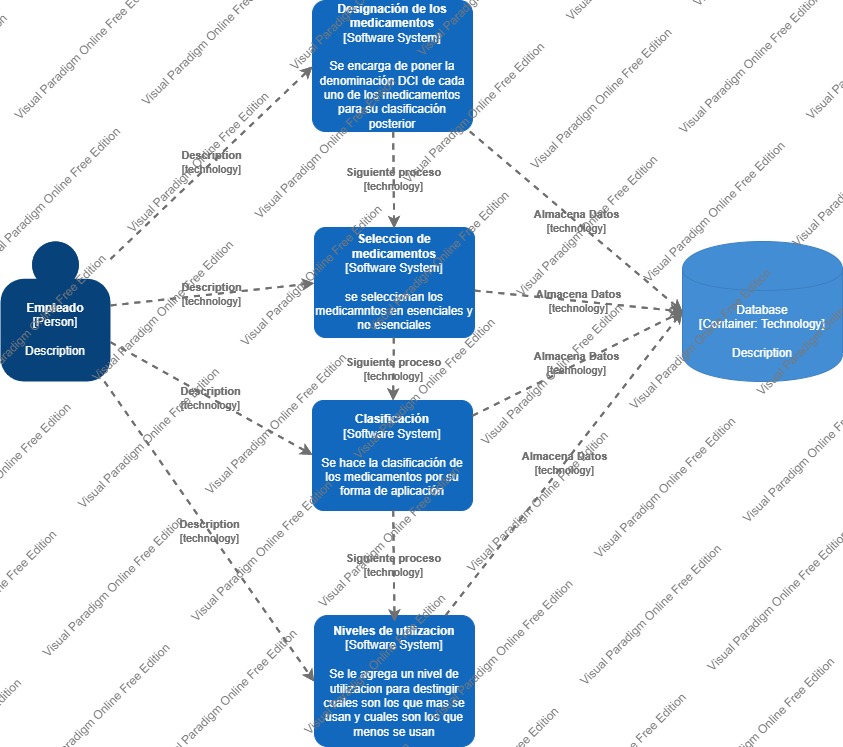 Designación de los
medicamentos
[Software System]
Se encarga de poner la
denominación DCI de cada
uno de los medicamentos
para su clasificación
posterior
Description
[technology]
Siguiente proceso
[technology]
Almacena Datos
[technology]
Seleccion de
medicamentos
[Software System]
se seleccionan los
medicamntos en esenciales y
no esenciales
Description
[technology]
Almacena Datos
[technology]
Empleado
[Person]
Description
Database
[Container: Technology]
Description
Siguiente proceso
[technology]
Almacena Datos
[technology]
Description
[technology]
Clasificación
[Software System]
Se hace la clasificación de
los medicamentos por su
forma de aplicación
Almacena Datos
[technology]
Description
[technology]
Siguiente proceso
[technology]
Niveles de utilizacion
[Software System]
Se le agrega un nivel de
utilizacion para destingir
cuales son los que mas se
usan y cuales son los que
menos se usan
Visual Paradigm Online Free Edition